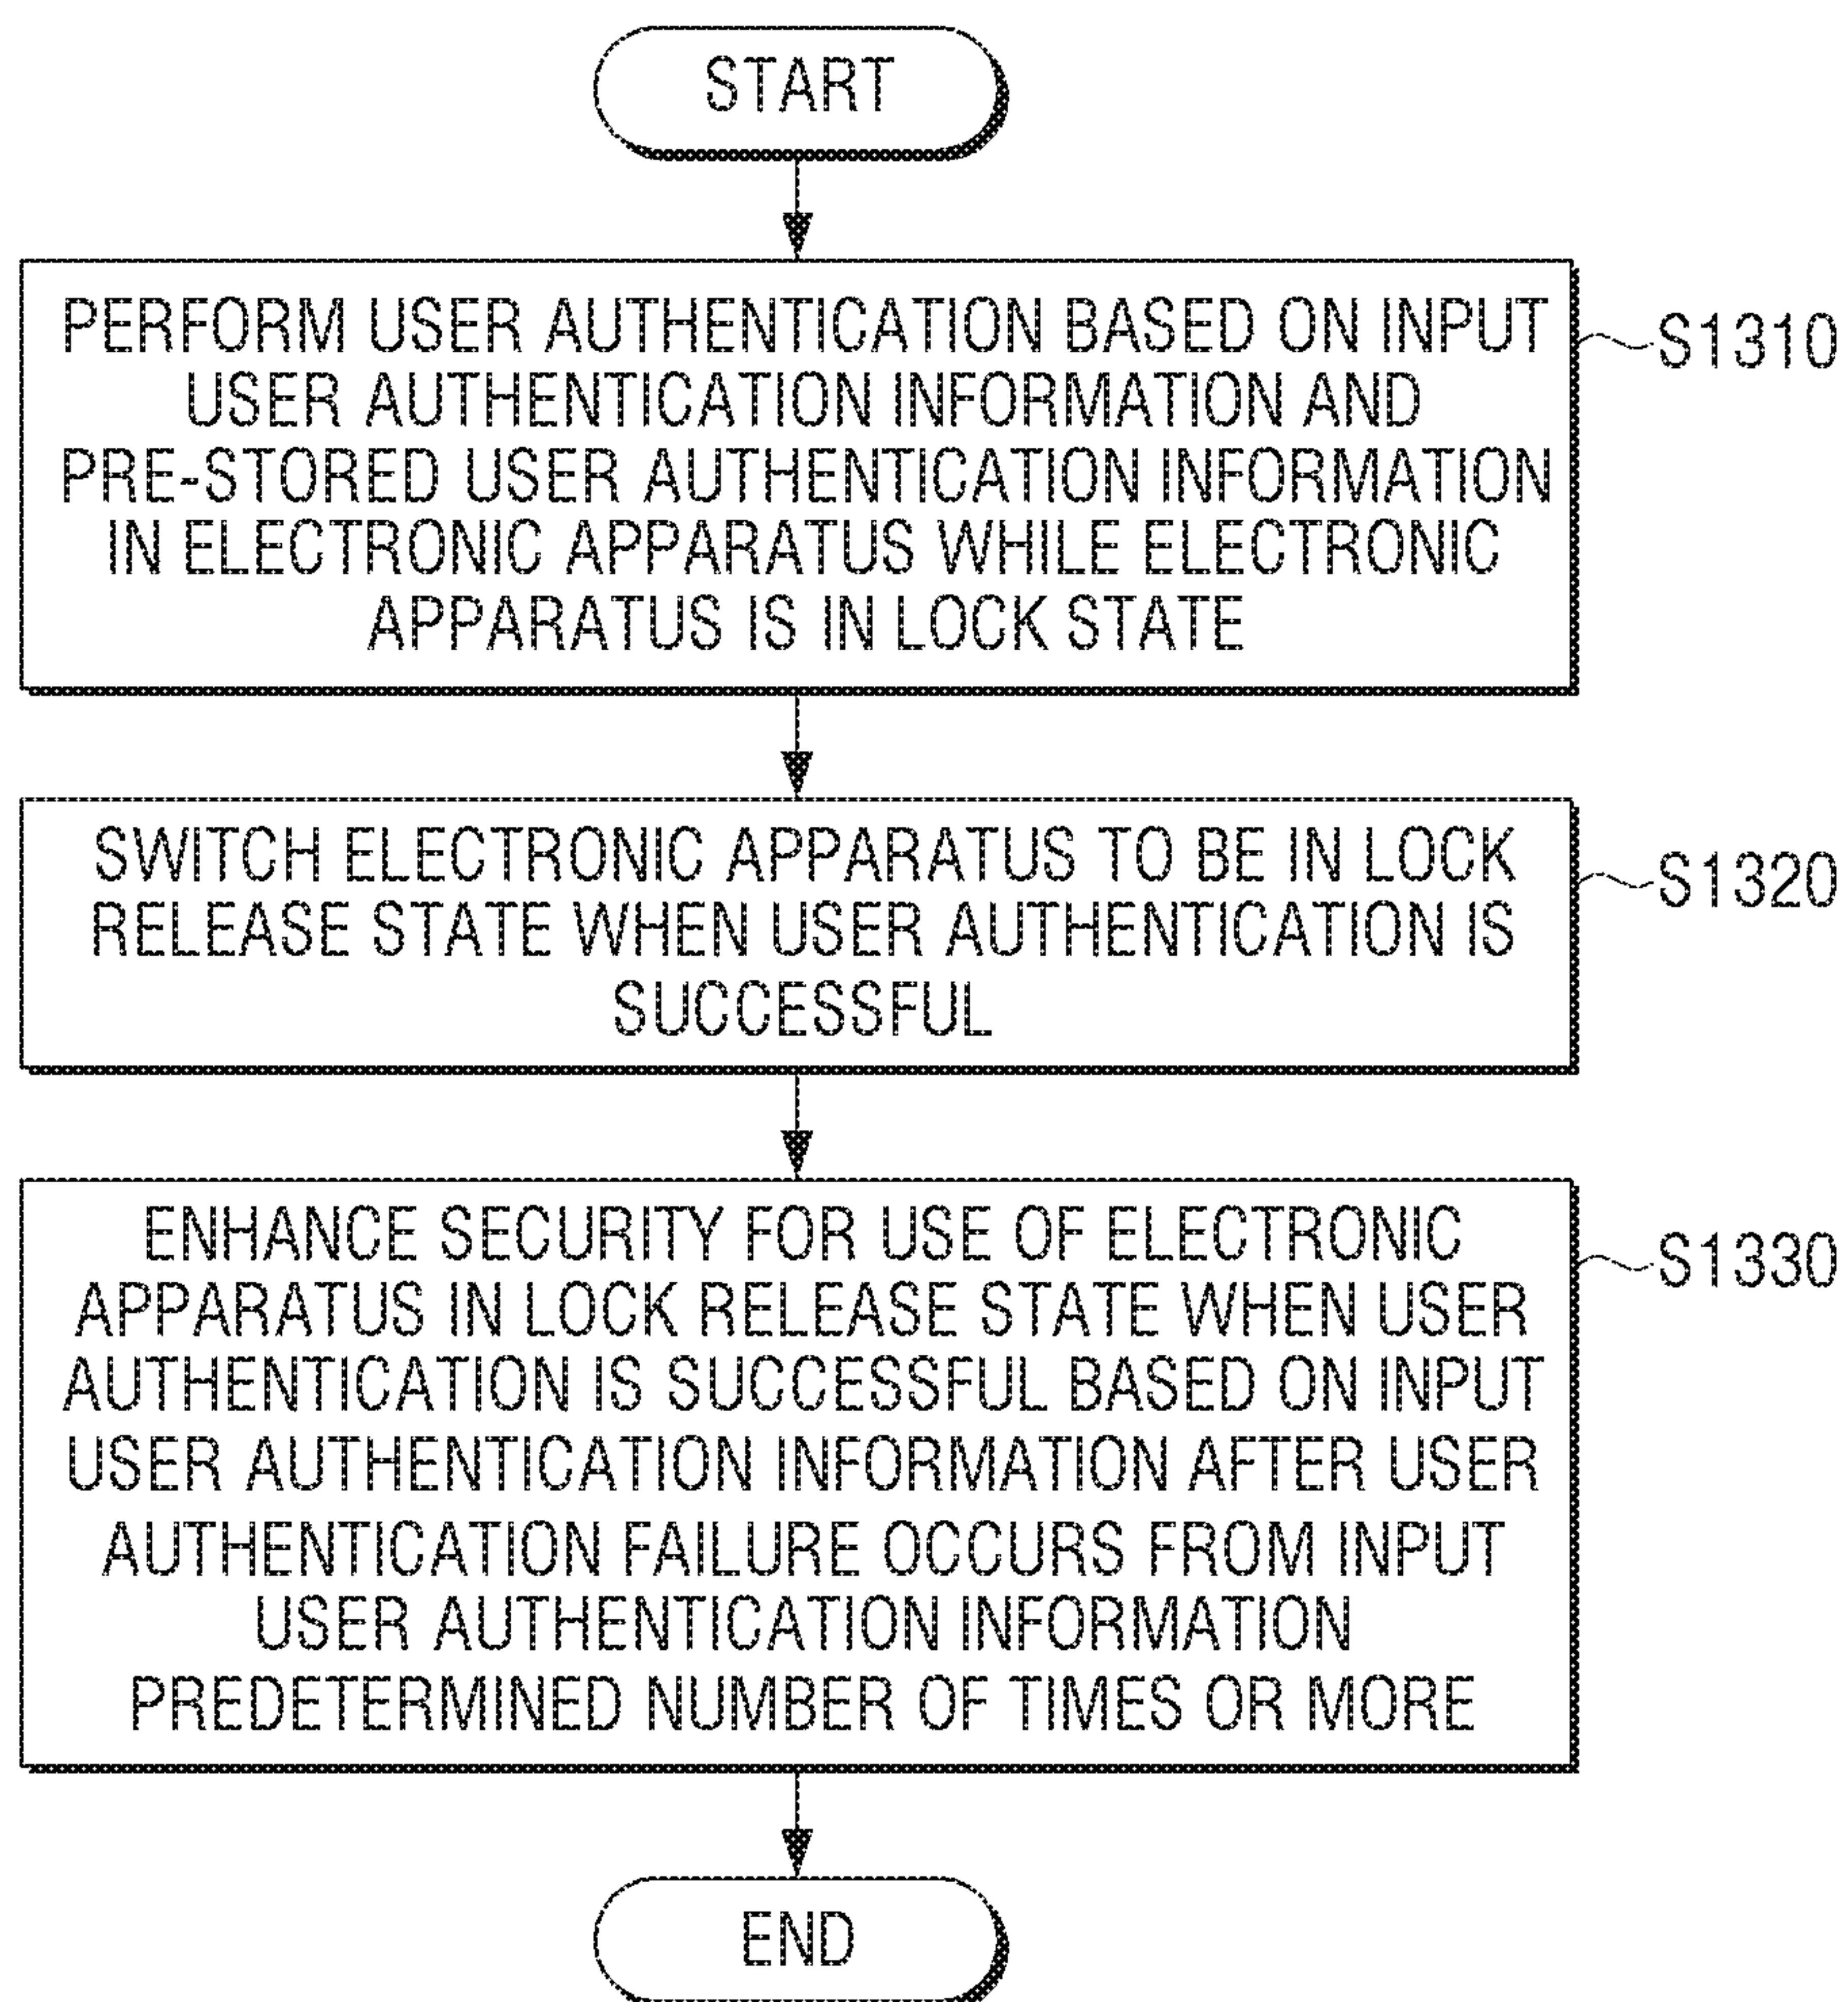 START
PERFORM USER AUTHENTICATION BASED ON INPUT
USER AUTHENTICATION INFORMATION AND
PRE-STORED USER AUTHENTICATION INFORMATION
IN ELECTRONIC APPARATUS WHILE ELECTRONIC
APPARATUS IS IN LOCK STATE
S1310
SWITCH ELECTRONIC APPARATUS TO BE IN LOCK
RELEASE STATE WHEN USER AUTHENTICATION IS
SUCCESSFUL
S1320
ENHANCE SECURITY FOR USE OF ELECTRONIC
APPARATUS IN LOCK RELEASE STATE WHEN USER
AUTHENTICATION IS SUCCESSFUL BASED ON INPUT
USER AUTHENTICATION INFORMATION AFTER USER
AUTHENTICATION FAILURE OCCURS FROM INPUT
USER AUTHENTICATION INFORMATION
PREDETERMINED NUMBER OF TIMES OR MORE
S1330
END